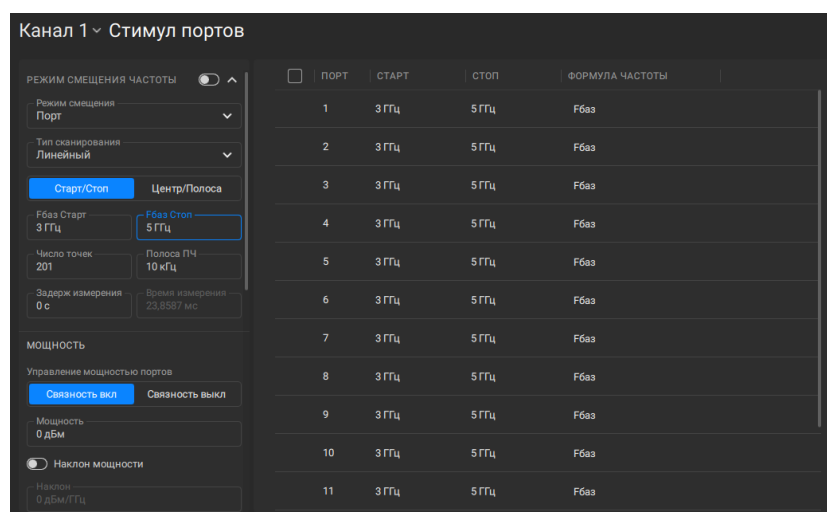 Канал 1 Стимул портов
РЕЖИМ СМЕЩЕНИЯ ЧАСТОТЫ
Режим смещения
Порт
Тип сканирования
Линейный
Старт/Стоп Центр/Полоса
Fбаз Старт Fбаз Стоп
3 ГГц 5 ГГц
Число точек Полоса ПЧ
201 10 кГц
Задерж измерения Время измерения
0 с 23,8587 мс
МОЩНОСТЬ
Управление мощностью портов
Связность вкл Связность выкл
Мощность
0 дБм
Наклон мощности
Наклон
0 дБм/ГГц
ПОРТ СТАРТ СТОП ФОРМУЛА ЧАСТОТЫ
1 3 ГГц 5 ГГц Fбаз
2 3 ГГц 5 ГГц Fбаз
3 3 ГГц 5 ГГц Fбаз
4 3 ГГц 5 ГГц Fбаз
5 3 ГГц 5 ГГц Fбаз
6 3 ГГц 5 ГГц Fбаз
7 3 ГГц 5 ГГц Fбаз
8 3 ГГц 5 ГГц Fбаз
9 3 ГГц 5 ГГц Fбаз
10 3 ГГц 5 ГГц Fбаз
11 3 ГГц 5 ГГц Fбаз